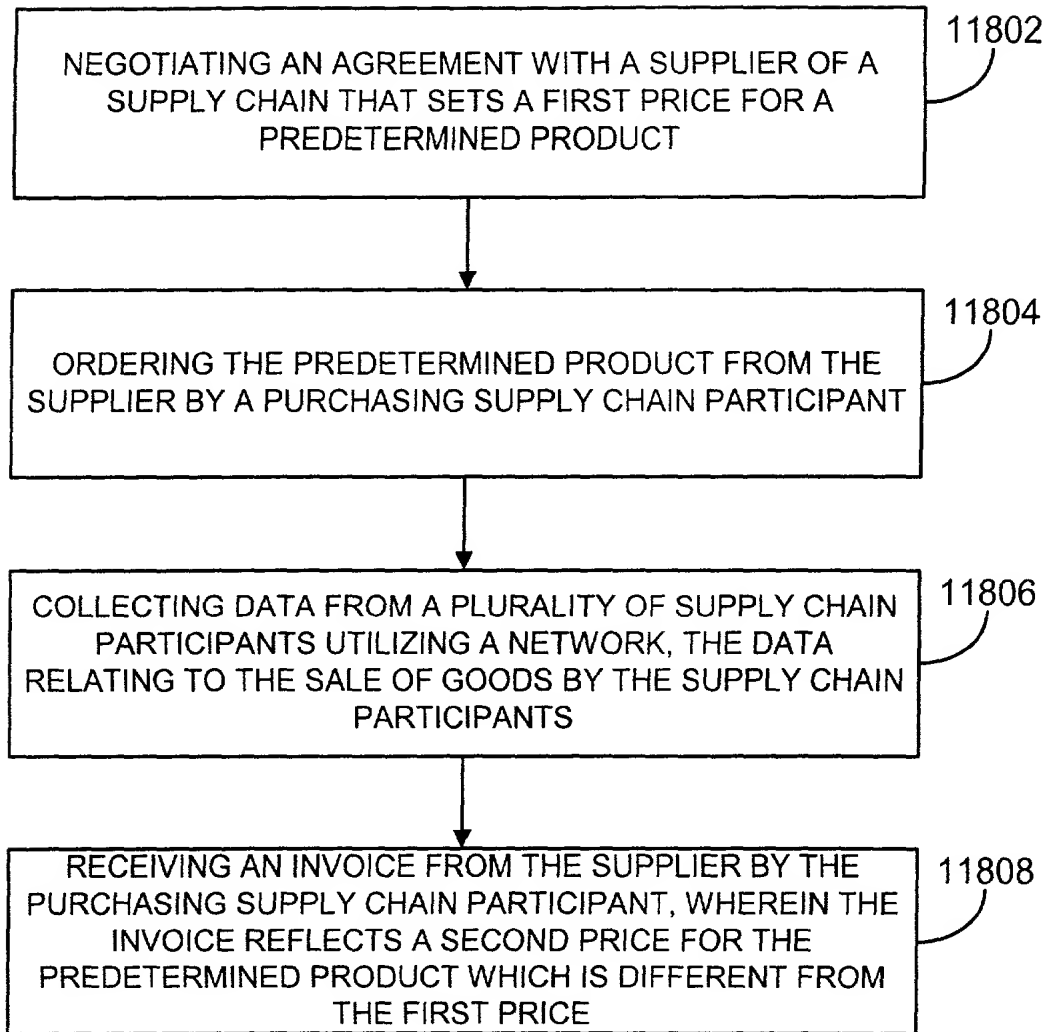 11802
NEGOTIATING AN AGREEMENT WITH A SUPPLIER OF A
SUPPLY CHAIN THAT SETS A FIRST PRICE FOR A
PREDETERMINED PRODUCT
11804
ORDERING THE PREDETERMINED PRODUCT FROM THE
SUPPLIER BY A PURCHASING SUPPLY CHAIN PARTICIPANT
11806
COLLECTING DATA FROM A PLURALITY OF SUPPLY CHAIN
PARTICIPANTS UTILIZING A NETWORK, THE DATA
RELATING TO THE SALE OF GOODS BY THE SUPPLY CHAIN
PARTICIPANTS
11808
RECEIVING AN INVOICE FROM THE SUPPLIER BY THE
PURCHASING SUPPLY CHAIN PARTICIPANT, WHEREIN THE
INVOICE REFLECTS A SECOND PRICE FOR THE
PREDETERMINED PRODUCT WHICH IS DIFFERENT FROM
THE FIRST PRICE